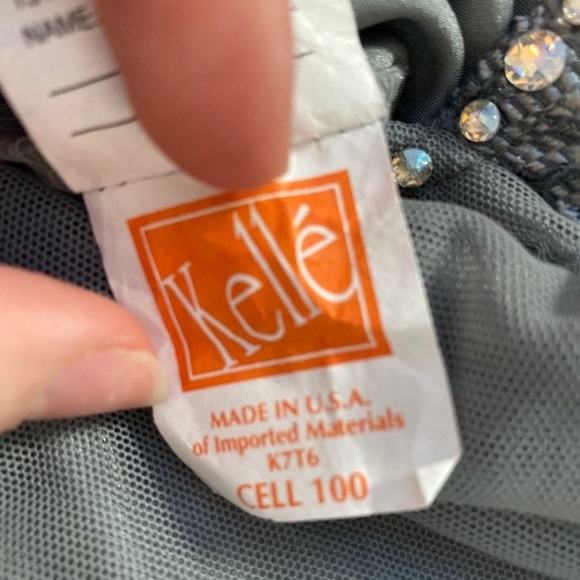 NAME
Kellé
MADE IN U.S.A.
of Imported Materials
K7T6
CELL 100